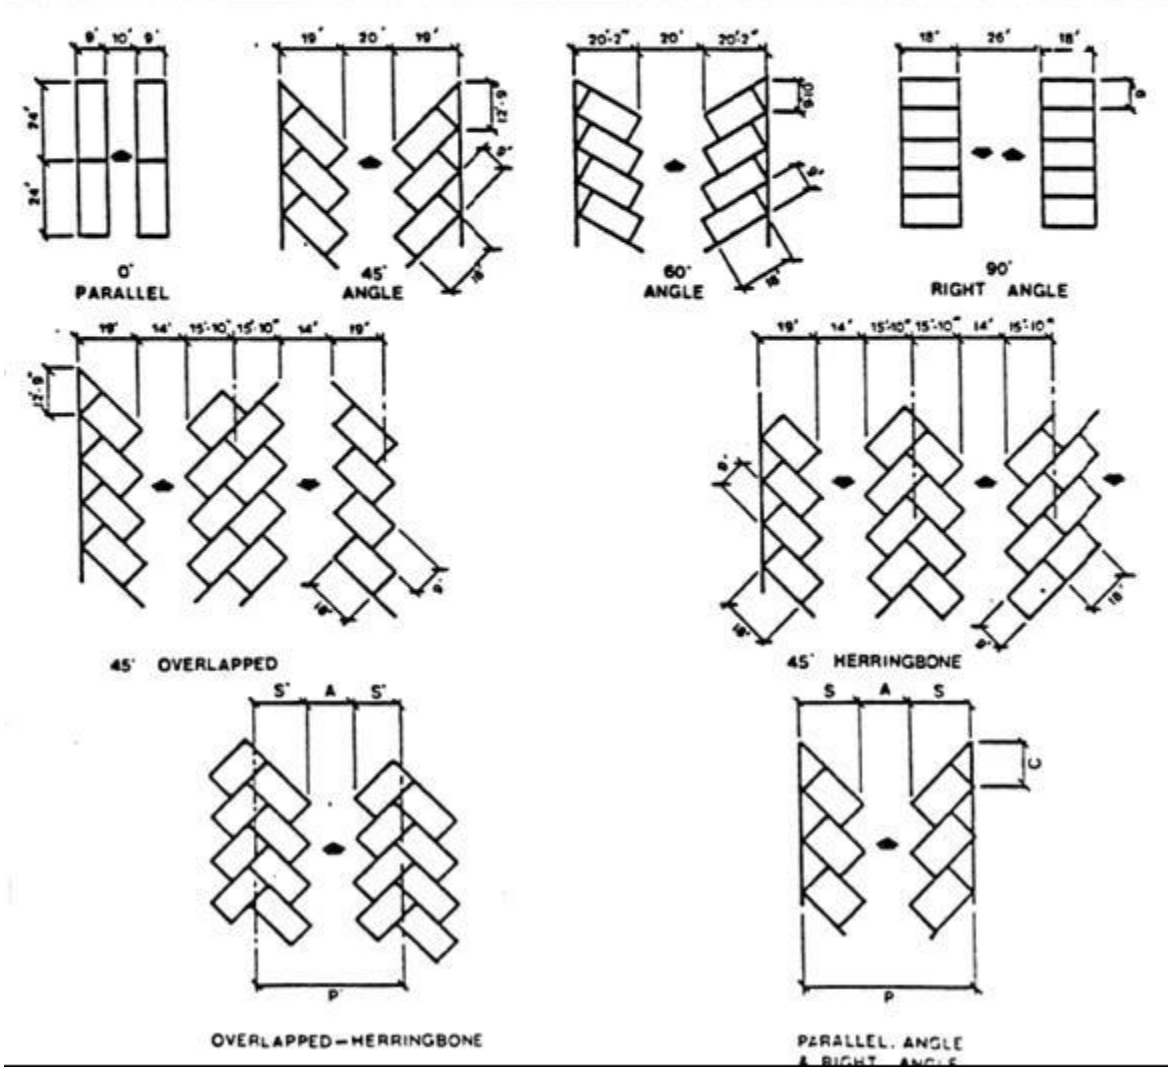 9' 10' 9'
24'
24'
0°
PARALLEL
19' 20' 19'
12'-9"
9'
18'
45°
ANGLE
20'-2" 20' 20'-2"
9'-10"
9'
18'
60°
ANGLE
18' 26' 18'
9
90°
RIGHT ANGLE
19' 14' 15'-10" 15'-10" 14' 19'
12'-9"
18'
9'
45° OVERLAPPED
19' 14' 15'-10" 15'-10" 14' 15'-10"
9'
18'
9'
18'
45° HERRINGBONE
S' A S'
P'
OVERLAPPED-HERRINGBONE
S A S
C
P
PARALLEL, ANGLE
& RIGHT ANGLE